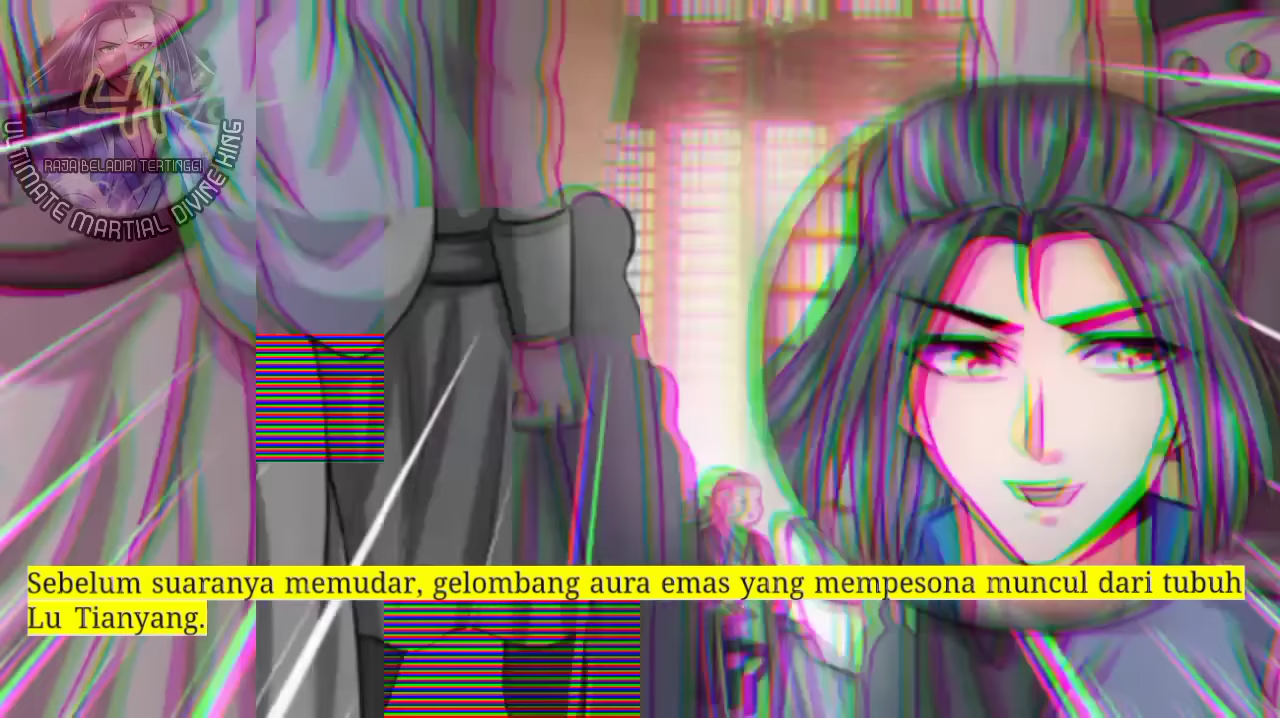 RAJA BELADIRI TERTINGGI
ULTIMATE MARTIAL DIVINE KING
Sebelum suaranya memudar, gelombang aura emas yang mempesona muncul dari tubuh
Lu Tianyang.